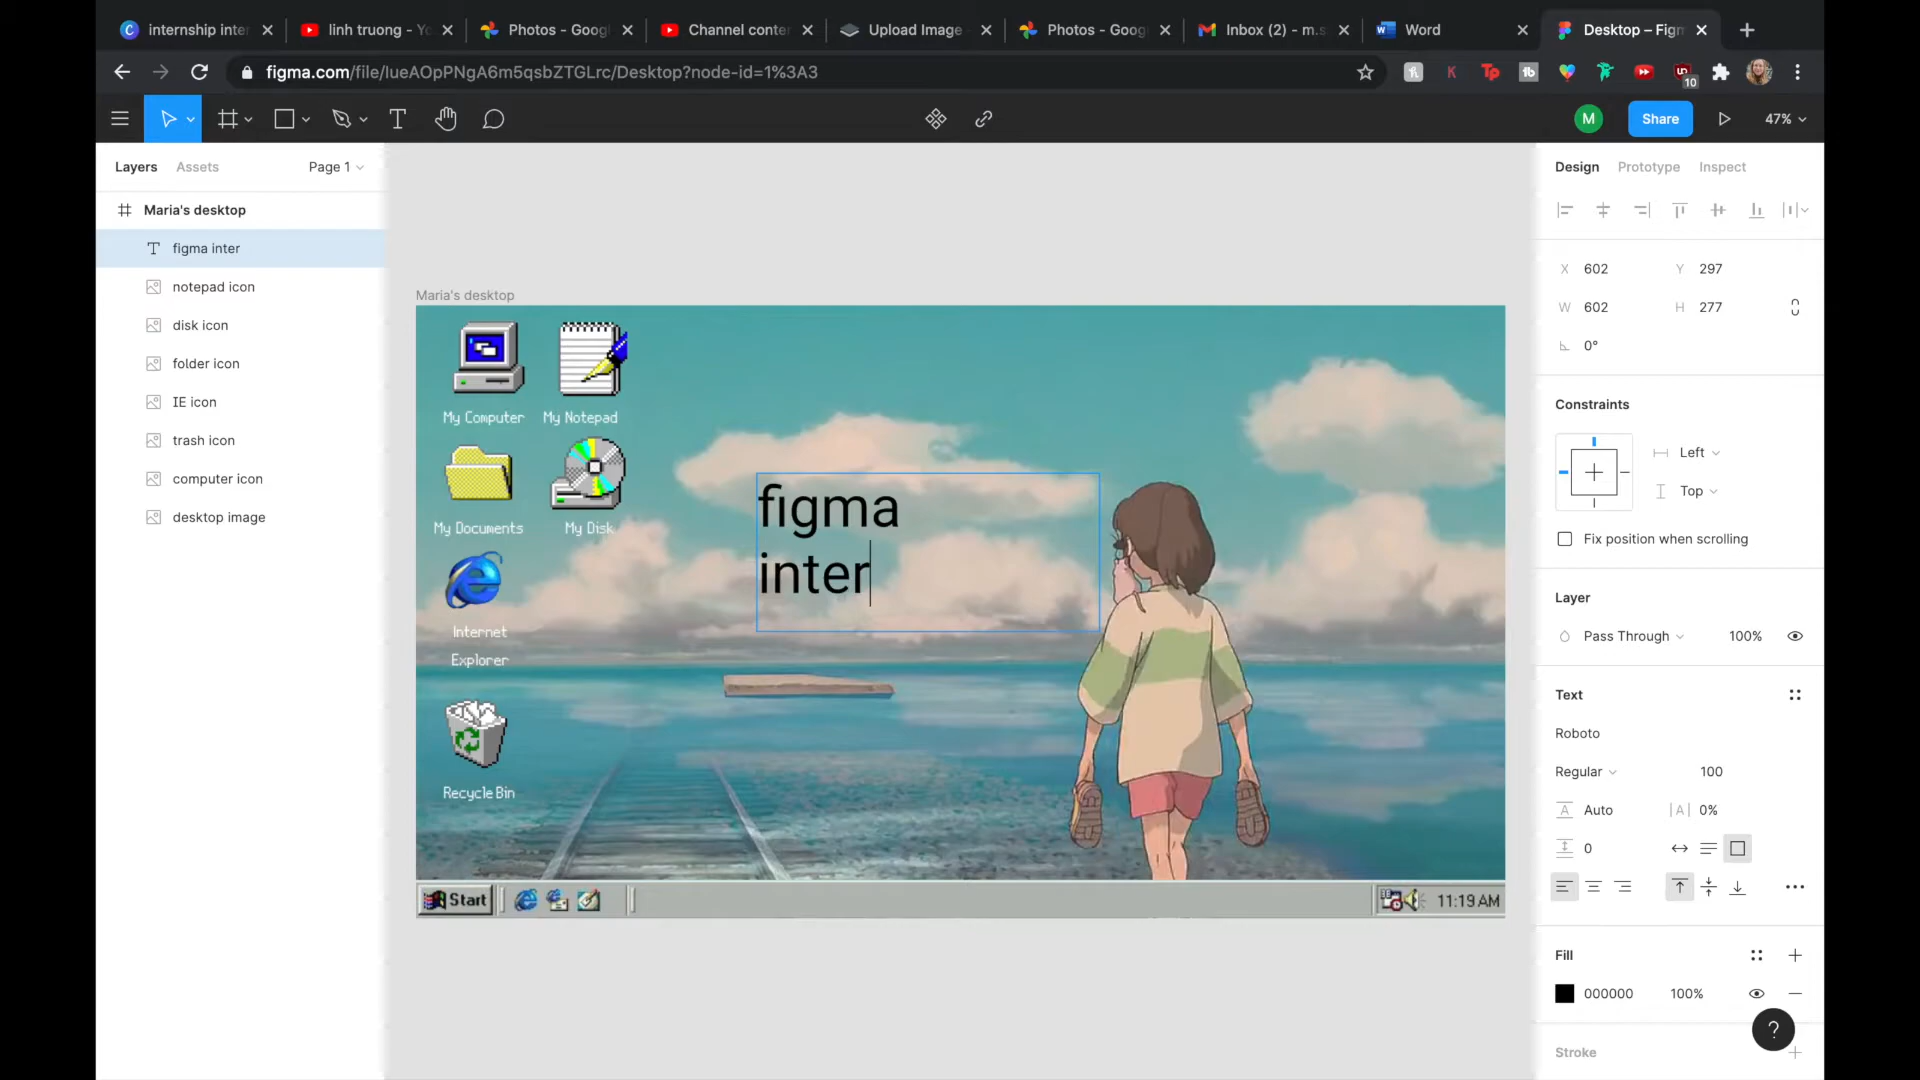 internship inter
linh truong - Yo
Photos - Googl
Channel conter
Upload Image -
Photos - Googl
Inbox (2) - m.s
Word
Desktop – Figm
figma.com/file/lueAOpPNgA6m5qsbZTGLrc/Desktop?node-id=1%3A3
10
M
Share
47%
Layers
Assets
Page 1
Design
Prototype
Inspect
Maria's desktop
figma inter
notepad icon
disk icon
folder icon
IE icon
trash icon
computer icon
desktop image
Maria's desktop
My Computer
My Notepad
My Documents
My Disk
Internet
Explorer
Recycle Bin
figma
inter
Start
11:19 AM
X 602
Y 297
W 602
H 277
0°
Constraints
Left
Top
Fix position when scrolling
Layer
Pass Through
100%
Text
Roboto
Regular
100
A Auto
|A| 0%
0
Fill
000000
100%
?
Stroke